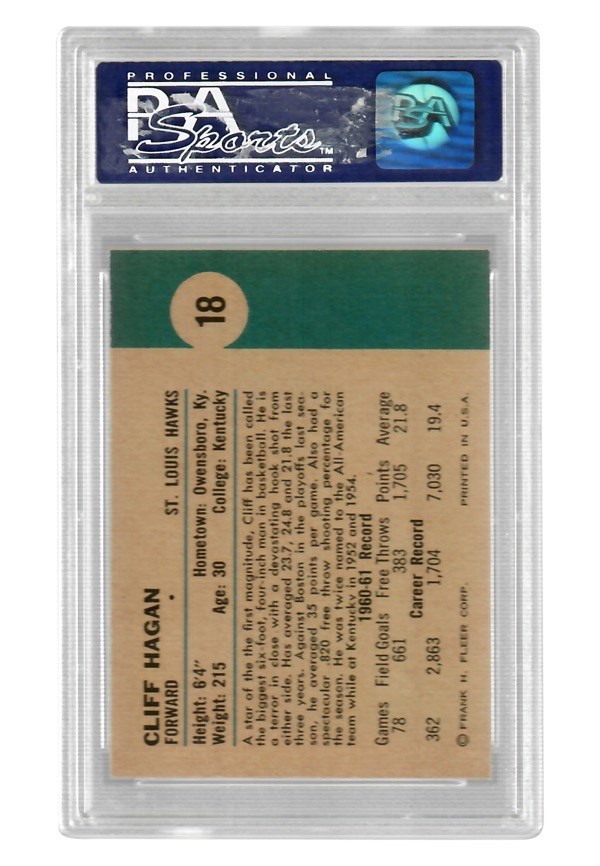 PROFESSIONAL
PSA
Sports™
AUTHENTICATOR
PSA
18
CLIFF HAGAN
FORWARD • ST. LOUIS HAWKS
Height: 6'4" Hometown: Owensboro, Ky.
Weight: 215 Age: 30 College: Kentucky
A star of the the first magnitude, Cliff has been called
the biggest six-foot, four-inch man in basketball. He is
a terror in close with a devastating hook shot from
either side. Has averaged 23.7, 24.8 and 21.8 the last
three years. Against Boston in the playoffs last sea-
son, he averaged 35 points per game. Also had a
spectacular .820 free throw shooting percentage for
the season. He was twice named to the All-American
team while at Kentucky in 1952 and 1954.
1960-61 Record
Games Field Goals Free Throws Points Average
78 661 383 1,705 21.8
Career Record
362 2,863 1,704 7,030 19.4
© FRANK H. FLEER CORP. PRINTED IN U.S.A.